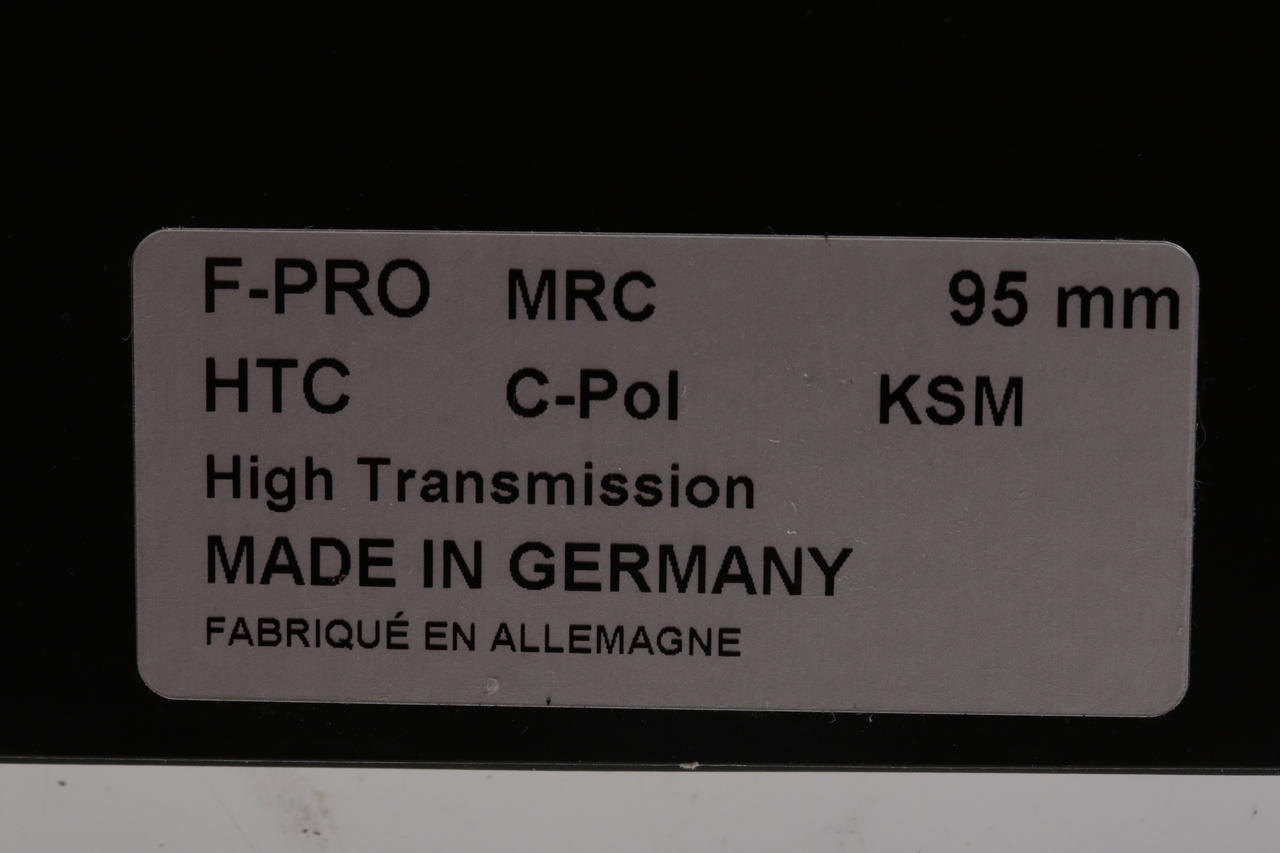 F-PRO MRC 95 mm
HTC C-Pol KSM
High Transmission
MADE IN GERMANY
FABRIQUÉ EN ALLEMAGNE